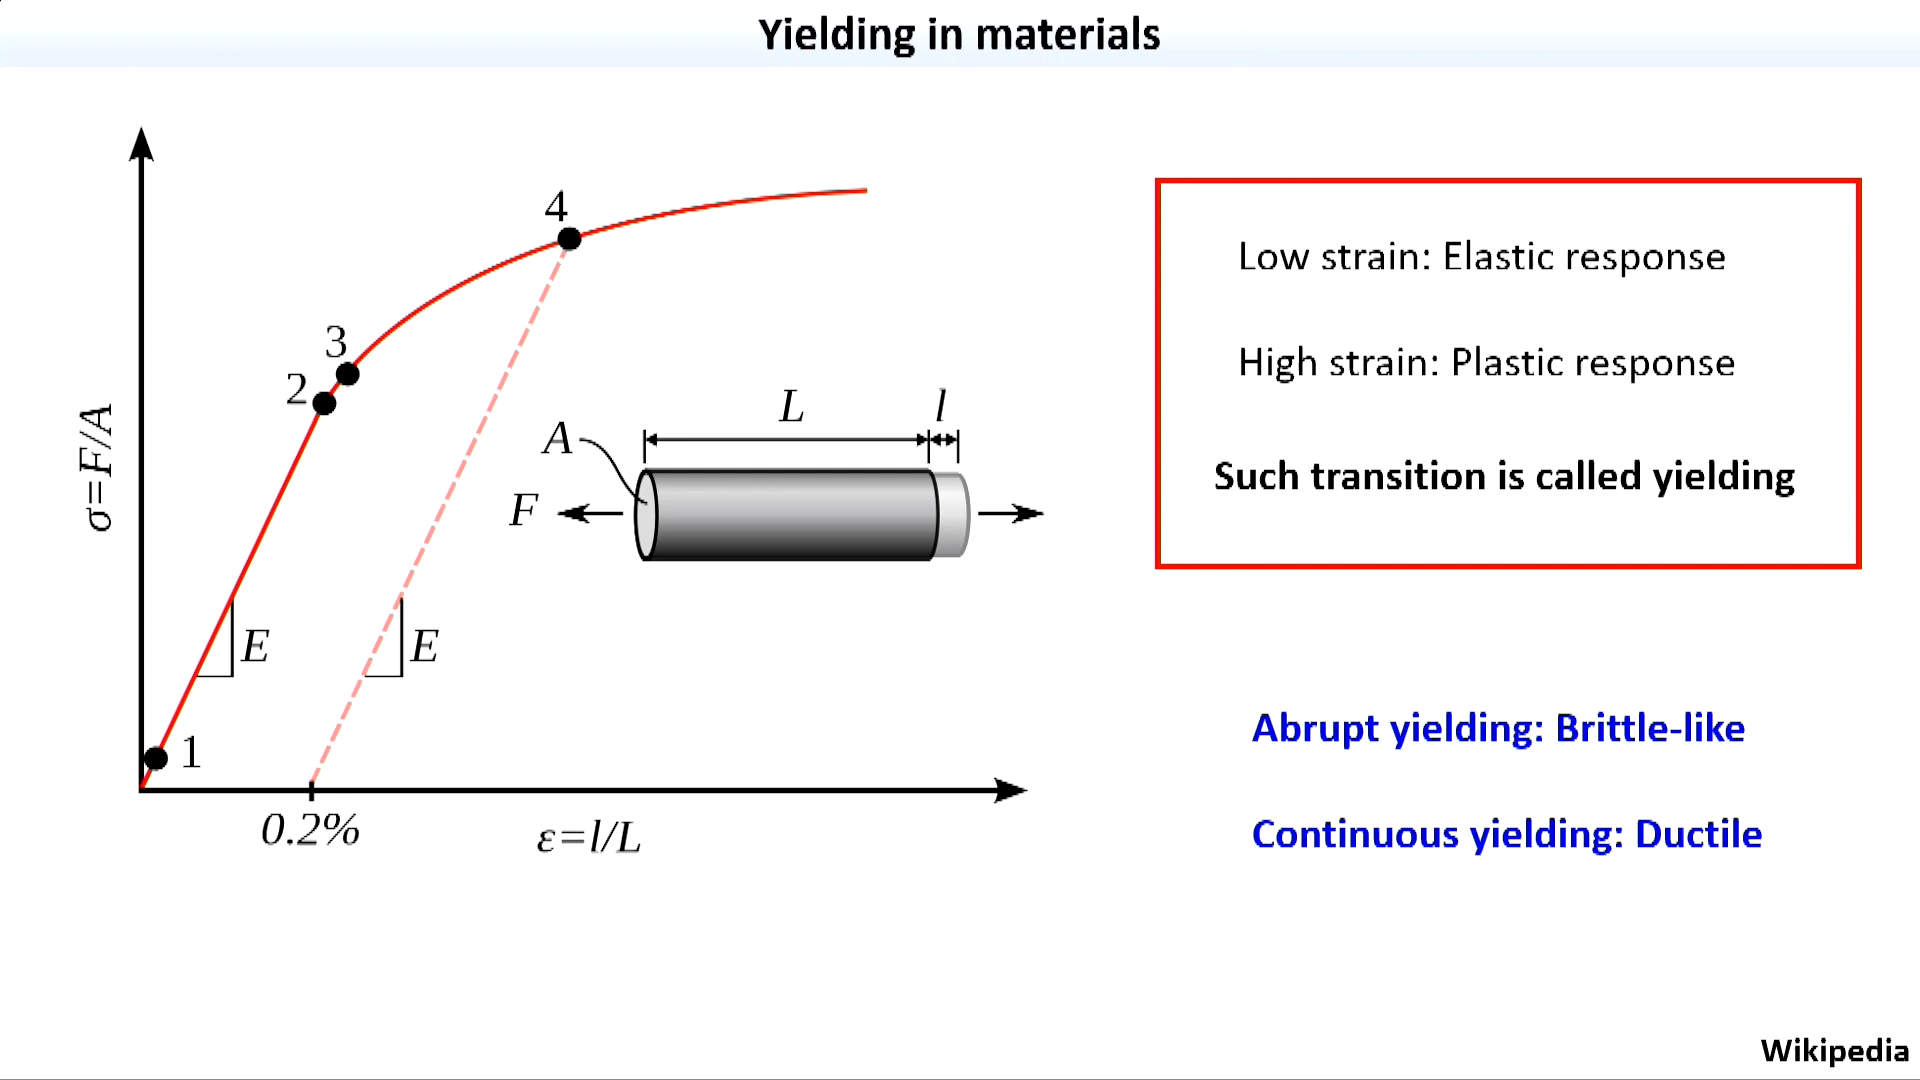 Yielding in materials
4
3
2
L
l
A
F
σ=F/A
E
E
1
0.2%
ε=l/L
Low strain: Elastic response
High strain: Plastic response
Such transition is called yielding
Abrupt yielding: Brittle-like
Continuous yielding: Ductile
Wikipedia